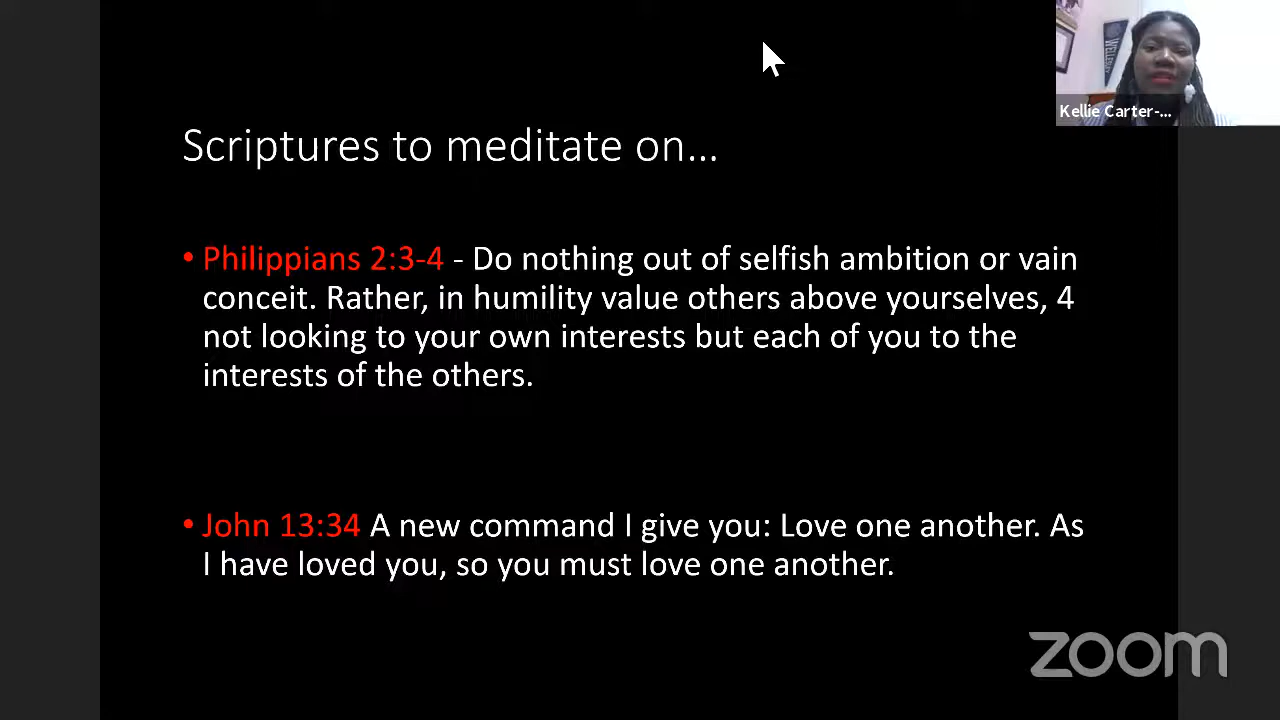 Kellie Carter-...
Scriptures to meditate on...
• Philippians 2:3-4 - Do nothing out of selfish ambition or vain
conceit. Rather, in humility value others above yourselves, 4
not looking to your own interests but each of you to the
interests of the others.
• John 13:34 A new command I give you: Love one another. As
I have loved you, so you must love one another.
zoom